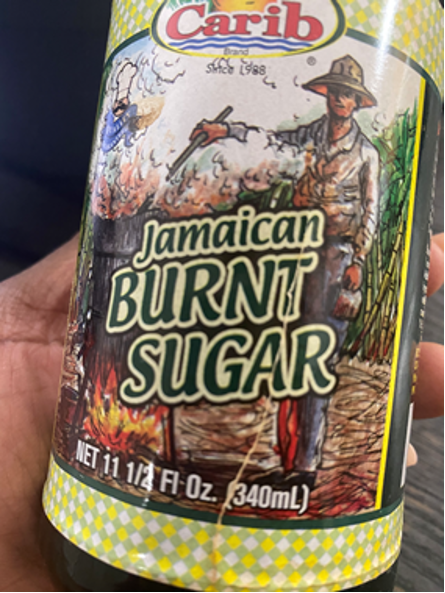 Carib
Brand
Since 1988
®
Jamaican
BURNT
SUGAR
NET 11 1/2 Fl Oz. (340mL)